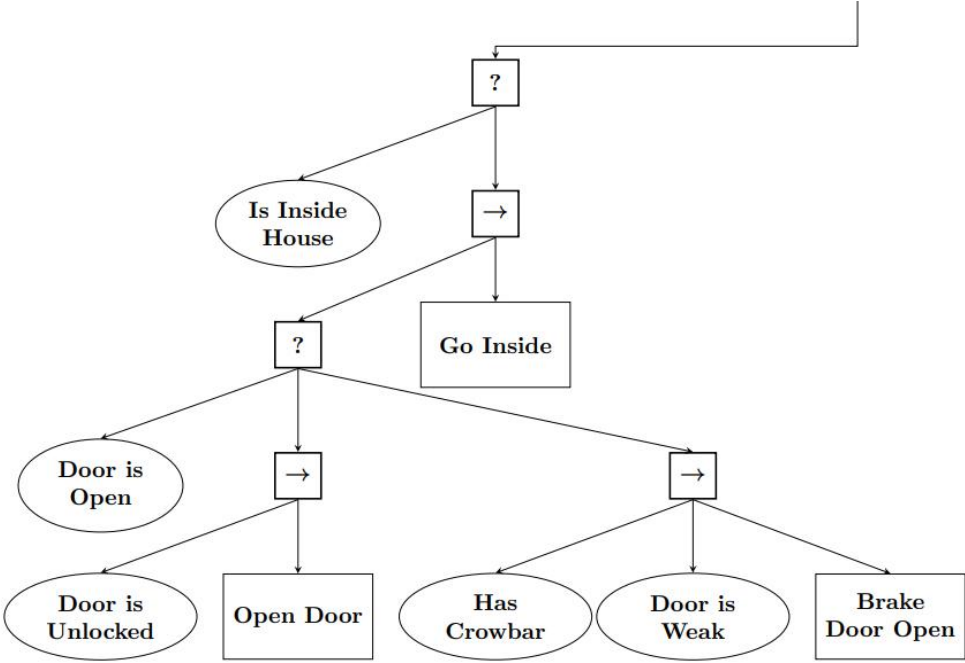 ?
Is Inside
House
→
?
Go Inside
Door is
Open
→
→
Door is
Unlocked
Open Door
Has
Crowbar
Door is
Weak
Brake
Door Open